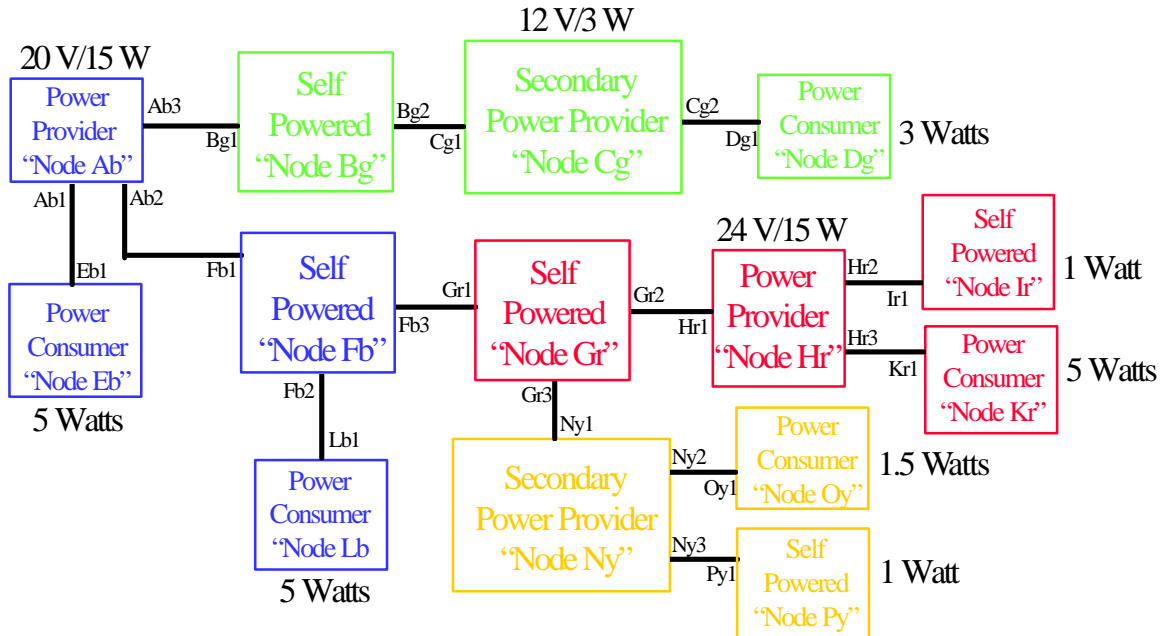 12 V/3 W
20 V/15 W
Power
Provider
“Node Ab”
Ab3
Bg1
Self
Powered
“Node Bg”
Bg2
Cg1
Secondary
Power Provider
“Node Cg”
Cg2
Dg1
Power
Consumer
“Node Dg”
3 Watts
Ab1
Ab2
Eb1
Fb1
Power
Consumer
“Node Eb”
5 Watts
Self
Powered
“Node Fb”
Fb2
Fb3
Gr1
Lb1
Power
Consumer
“Node Lb
5 Watts
Self
Powered
“Node Gr”
Gr2
Hr1
Gr3
Ny1
24 V/15 W
Power
Provider
“Node Hr”
Hr2
Ir1
Self
Powered
“Node Ir”
1 Watt
Hr3
Kr1
Power
Consumer
“Node Kr”
5 Watts
Secondary
Power Provider
“Node Ny”
Ny2
Oy1
Power
Consumer
“Node Oy”
1.5 Watts
Ny3
Py1
Self
Powered
“Node Py”
1 Watt